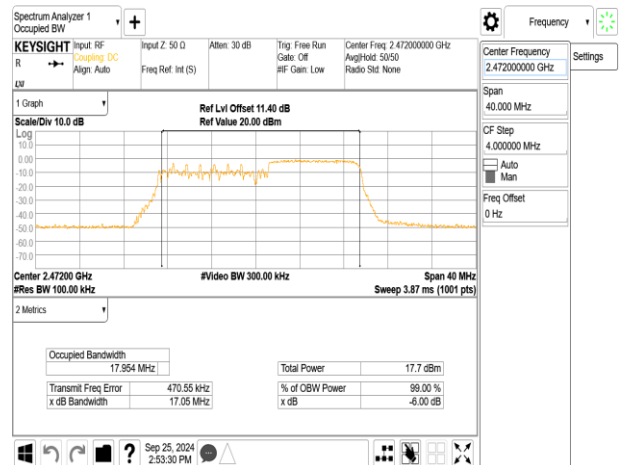 Spectrum Analyzer 1
Occupied BW
Frequency
KEYSIGHT
R
Input: RF
Coupling: DC
Align: Auto
Input Z: 50 Ω
Freq Ref: Int (S)
Atten: 30 dB
Trig: Free Run
Gate: Off
#IF Gain: Low
Center Freq: 2.472000000 GHz
Avg|Hold: 50/50
Radio Std: None
Center Frequency
2.472000000 GHz
Settings
Span
40.000 MHz
CF Step
4.000000 MHz
Auto
Man
Freq Offset
0 Hz
1 Graph
Ref Lvl Offset 11.40 dB
Scale/Div 10.0 dB
Ref Value 20.00 dBm
Log
10.0
0.00
-10.0
-20.0
-30.0
-40.0
-50.0
-60.0
-70.0
Center 2.47200 GHz
#Video BW 300.00 kHz
Span 40 MHz
#Res BW 100.00 kHz
Sweep 3.87 ms (1001 pts)
2 Metrics
Occupied Bandwidth
17.954 MHz
Total Power 17.7 dBm
Transmit Freq Error 470.55 kHz
% of OBW Power 99.00 %
x dB Bandwidth 17.05 MHz
x dB -6.00 dB
?
Sep 25, 2024
2:53:30 PM